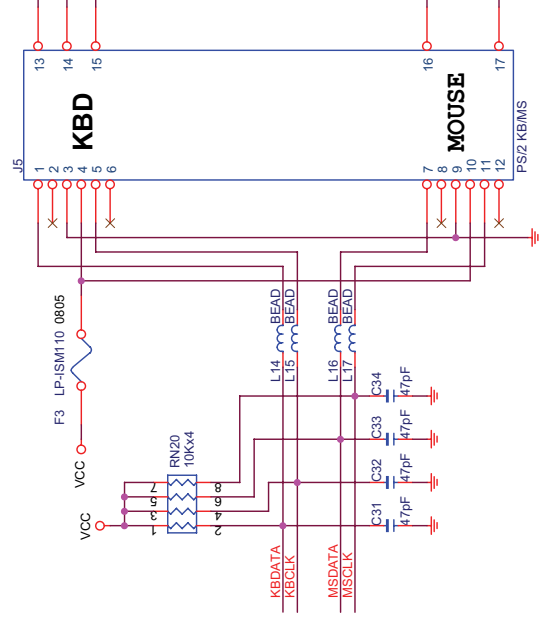 13
14
15
16
17
KBD
MOUSE
J5
1
2
3
4
5
6
7
8
9
10
11
12
PS/2 KB/MS
F3 LP-ISM110 0805
VCC
L14 BEAD
L15 BEAD
L16 BEAD
L17 BEAD
RN20
10Kx4
VCC
7
5
3
1
8
6
4
2
C34
47pF
C33
47pF
C32
47pF
C31
47pF
KBDATA
KBCLK
MSDATA
MSCLK